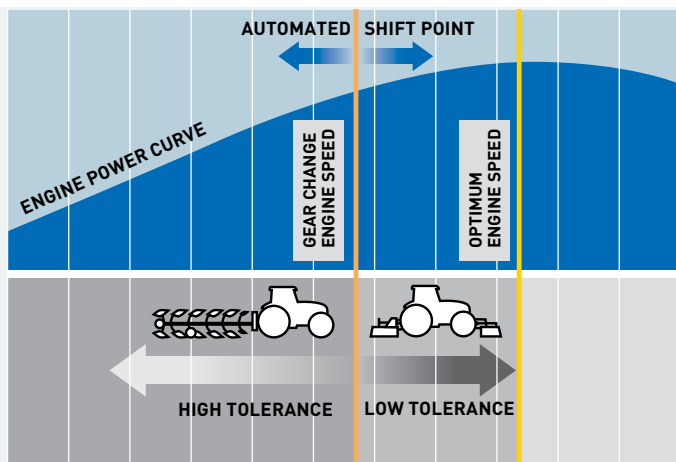 AUTOMATED SHIFT POINT
ENGINE POWER CURVE
GEAR CHANGE
ENGINE SPEED
OPTIMUM
ENGINE SPEED
HIGH TOLERANCE
LOW TOLERANCE